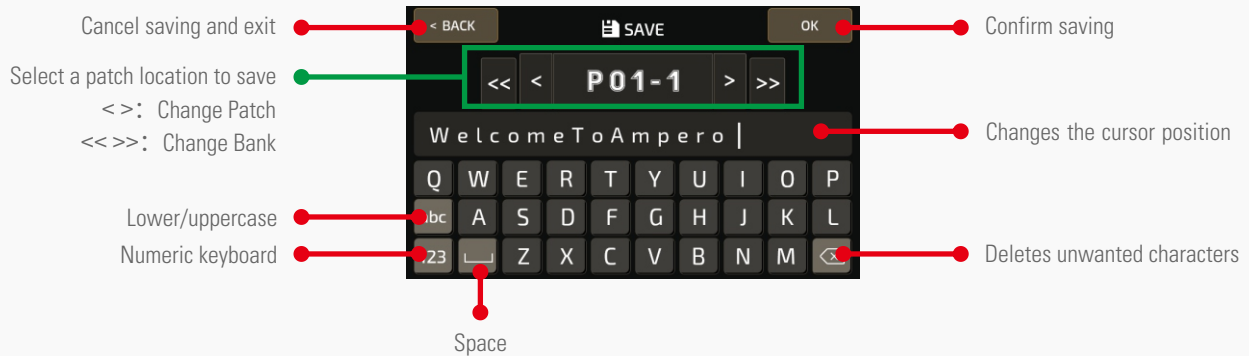 Cancel saving and exit
< BACK
SAVE
OK
Confirm saving
Select a patch location to save
< >: Change Patch
<< >>: Change Bank
<< < P01-1 > >>
WelcomeToAmpero
Changes the cursor position
Q W E R T Y U I O P
Lower/uppercase
abc A S D F G H J K L
Numeric keyboard
123 Z X C V B N M
Deletes unwanted characters
Space